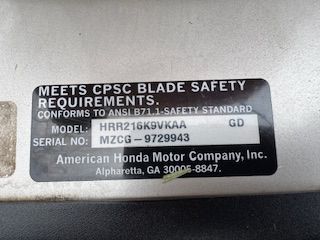 MEETS CPSC BLADE SAFETY
REQUIREMENTS.
CONFORMS TO ANSI B71.1-SAFETY STANDARD
MODEL: HRR216K9VKAA GD
SERIAL NO: MZCG-9729943
American Honda Motor Company, Inc.
Alpharetta, GA 30005-8847.